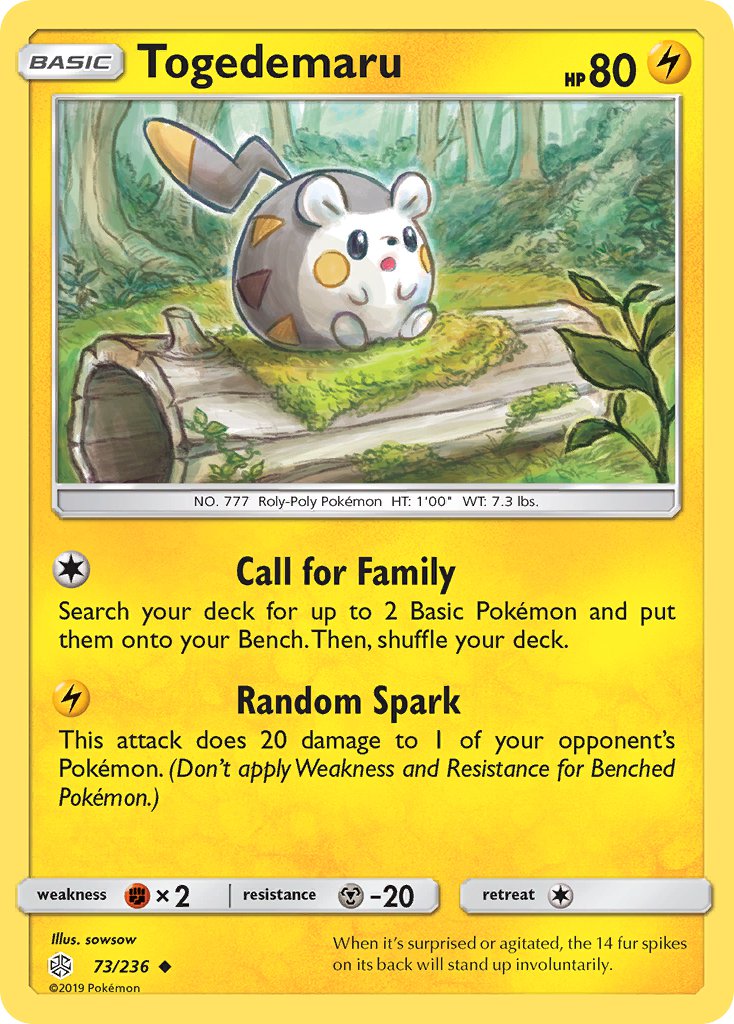 BASIC Togedemaru HP 80
NO. 777 Roly-Poly Pokémon HT: 1'00" WT: 7.3 lbs.
Call for Family
Search your deck for up to 2 Basic Pokémon and put
them onto your Bench. Then, shuffle your deck.
Random Spark
This attack does 20 damage to 1 of your opponent's
Pokémon. (Don't apply Weakness and Resistance for Benched
Pokémon.)
weakness ×2 resistance -20 retreat
Illus. sowsow
73/236
©2019 Pokémon
When it's surprised or agitated, the 14 fur spikes
on its back will stand up involuntarily.